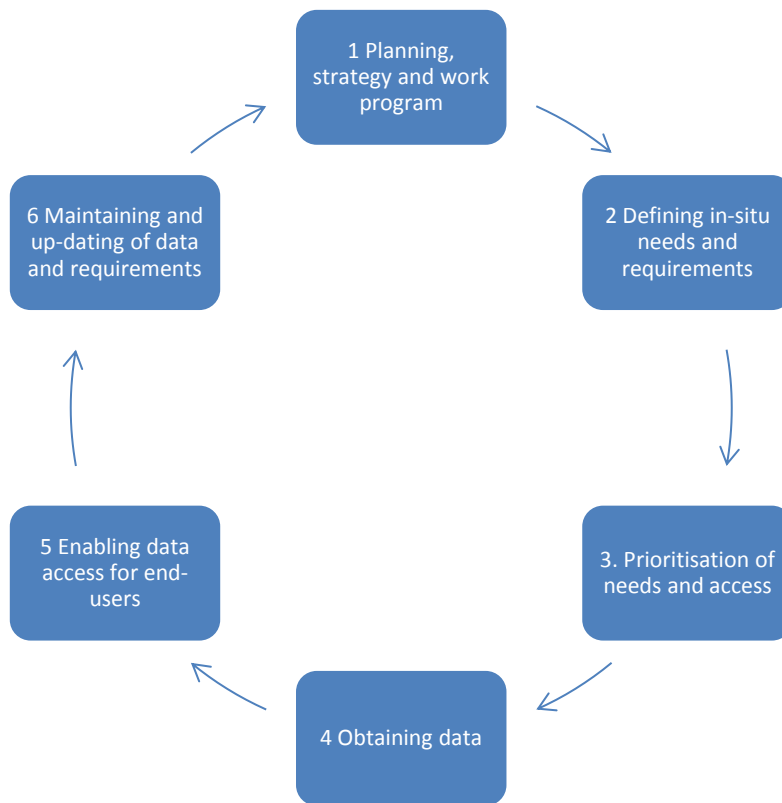 1 Planning,
strategy and work
program
2 Defining in-situ
needs and
requirements
3. Prioritisation of
needs and access
4 Obtaining data
5 Enabling data
access for end-
users
6 Maintaining and
up-dating of data
and requirements